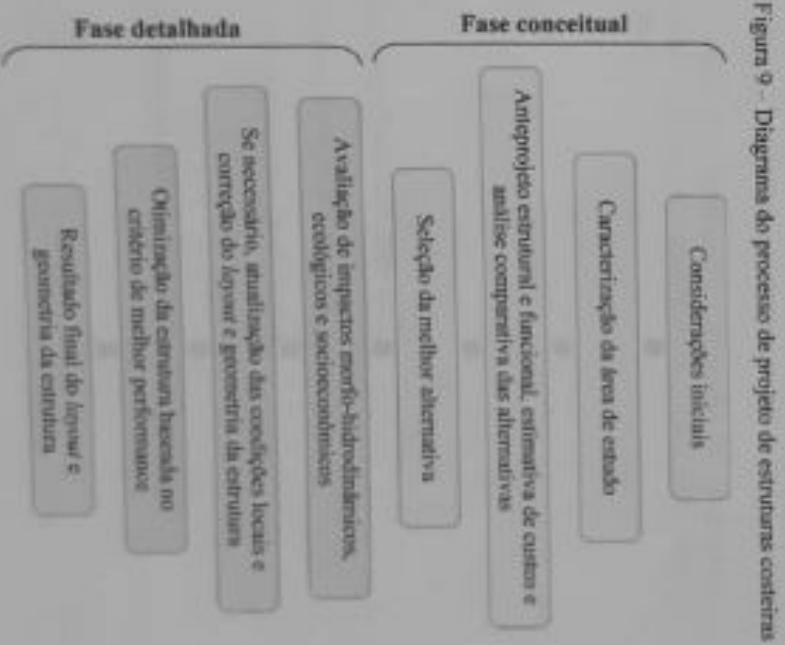 Figura 9 – Diagrama do processo de projeto de estruturas costeiras
Fase conceitual
Considerações iniciais
Caracterização da área de estudo
Anteprojeto estrutural e funcional, estimativa de custos e
análise comparativa das alternativas
Seleção da melhor alternativa
Fase detalhada
Avaliação de impactos morfo-hidrodinâmicos,
ecológicos e socioeconômicos
Se necessário, atualização das condições locais e
correção do layout e geometria da estrutura
Otimização da estrutura baseada no
critério de melhor performance
Resultado final do layout e
geometria da estrutura